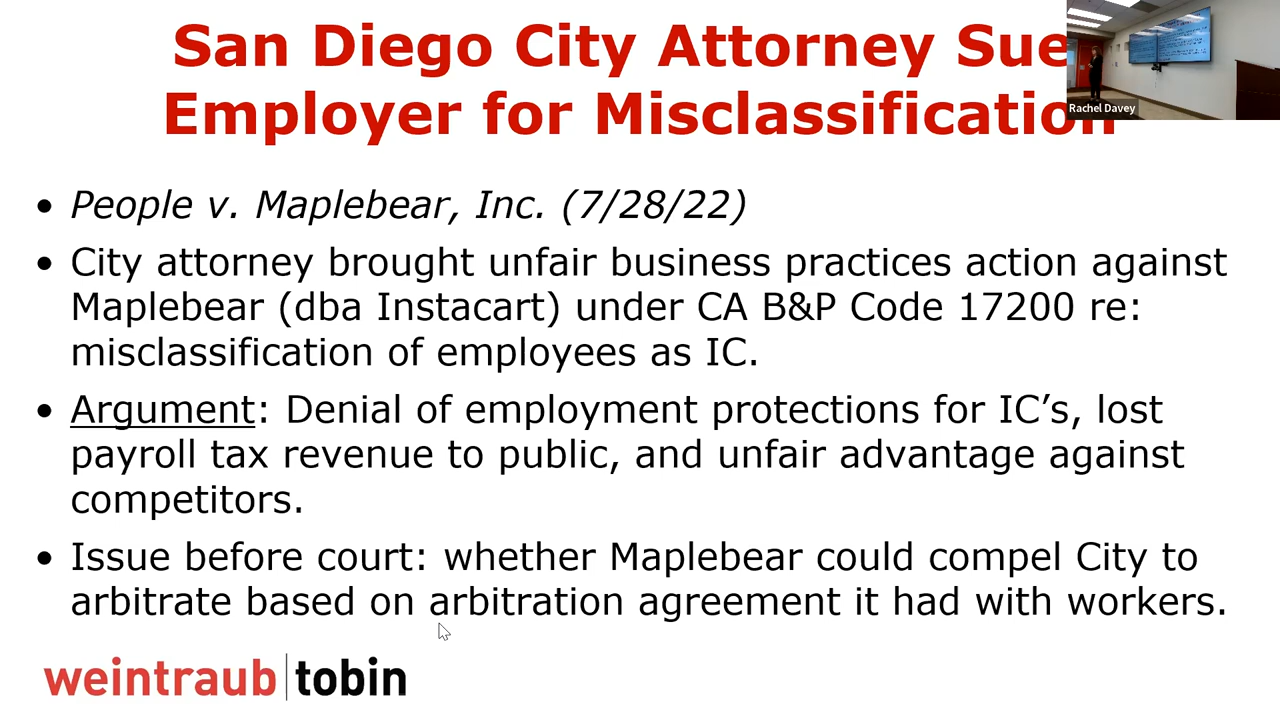 San Diego City Attorney Sue
Employer for Misclassification
Rachel Davey
• People v. Maplebear, Inc. (7/28/22)
• City attorney brought unfair business practices action against
Maplebear (dba Instacart) under CA B&P Code 17200 re:
misclassification of employees as IC.
• Argument: Denial of employment protections for IC’s, lost
payroll tax revenue to public, and unfair advantage against
competitors.
• Issue before court: whether Maplebear could compel City to
arbitrate based on arbitration agreement it had with workers.
weintraub|tobin